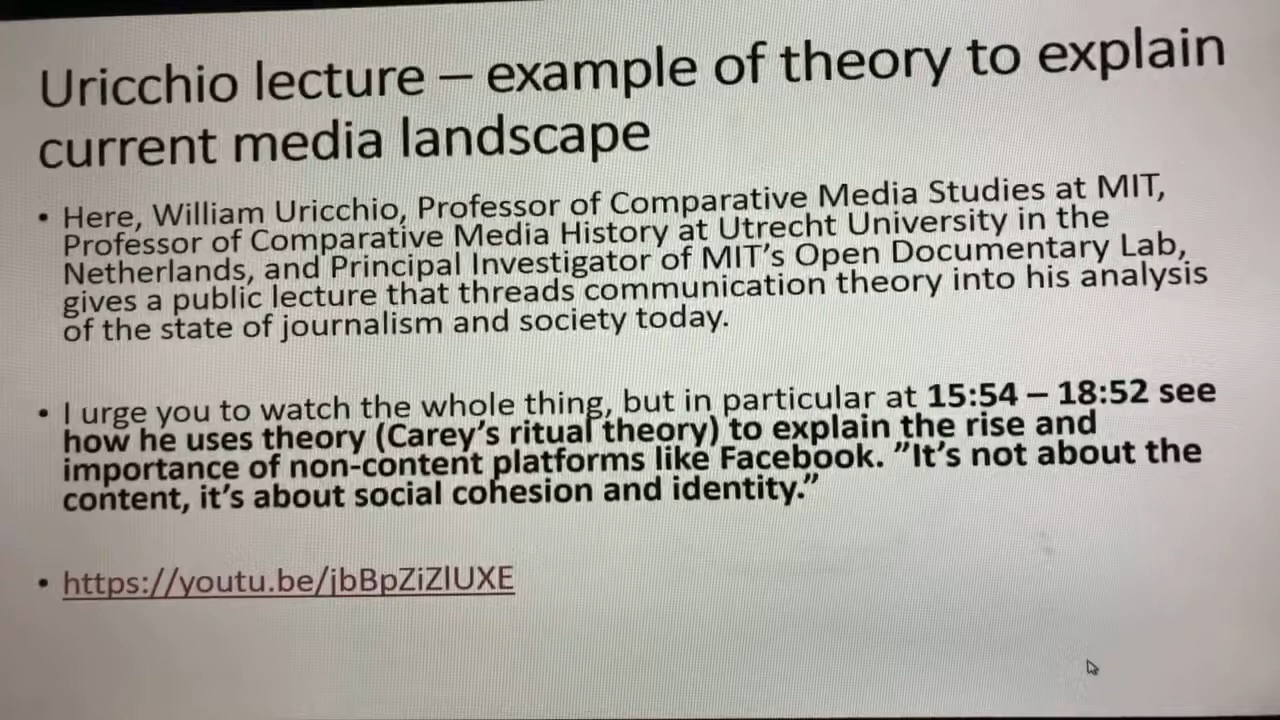 Uricchio lecture – example of theory to explain
current media landscape
• Here, William Uricchio, Professor of Comparative Media Studies at MIT,
Professor of Comparative Media History at Utrecht University in the
Netherlands, and Principal Investigator of MIT's Open Documentary Lab,
gives a public lecture that threads communication theory into his analysis
of the state of journalism and society today.
• I urge you to watch the whole thing, but in particular at 15:54 – 18:52 see
how he uses theory (Carey's ritual theory) to explain the rise and
importance of non-content platforms like Facebook. ”It's not about the
content, it's about social cohesion and identity.”
• https://youtu.be/jbBpZiZlUXE